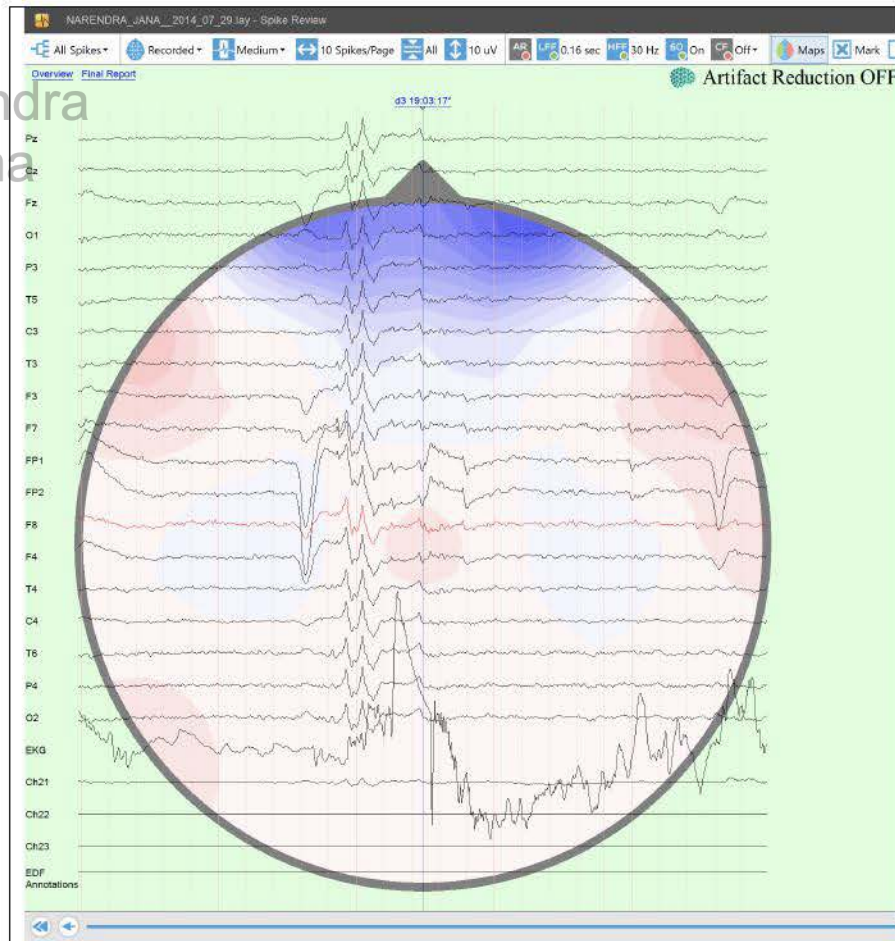 NARENDRA_JANA__2014_07_29.lay - Spike Review
All Spikes Recorded Medium 10 Spikes/Page All 10 uV AR LFF 0.16 sec HFF 30 Hz 60 On CF Off Maps Mark
Overview Final Report
Artifact Reduction OFF
d3 19:03:17
Pz
Cz
Fz
O1
P3
T5
C3
T3
F3
F7
FP1
FP2
F8
F4
T4
C4
T6
P4
O2
EKG
Ch21
Ch22
Ch23
EDF
Annotations